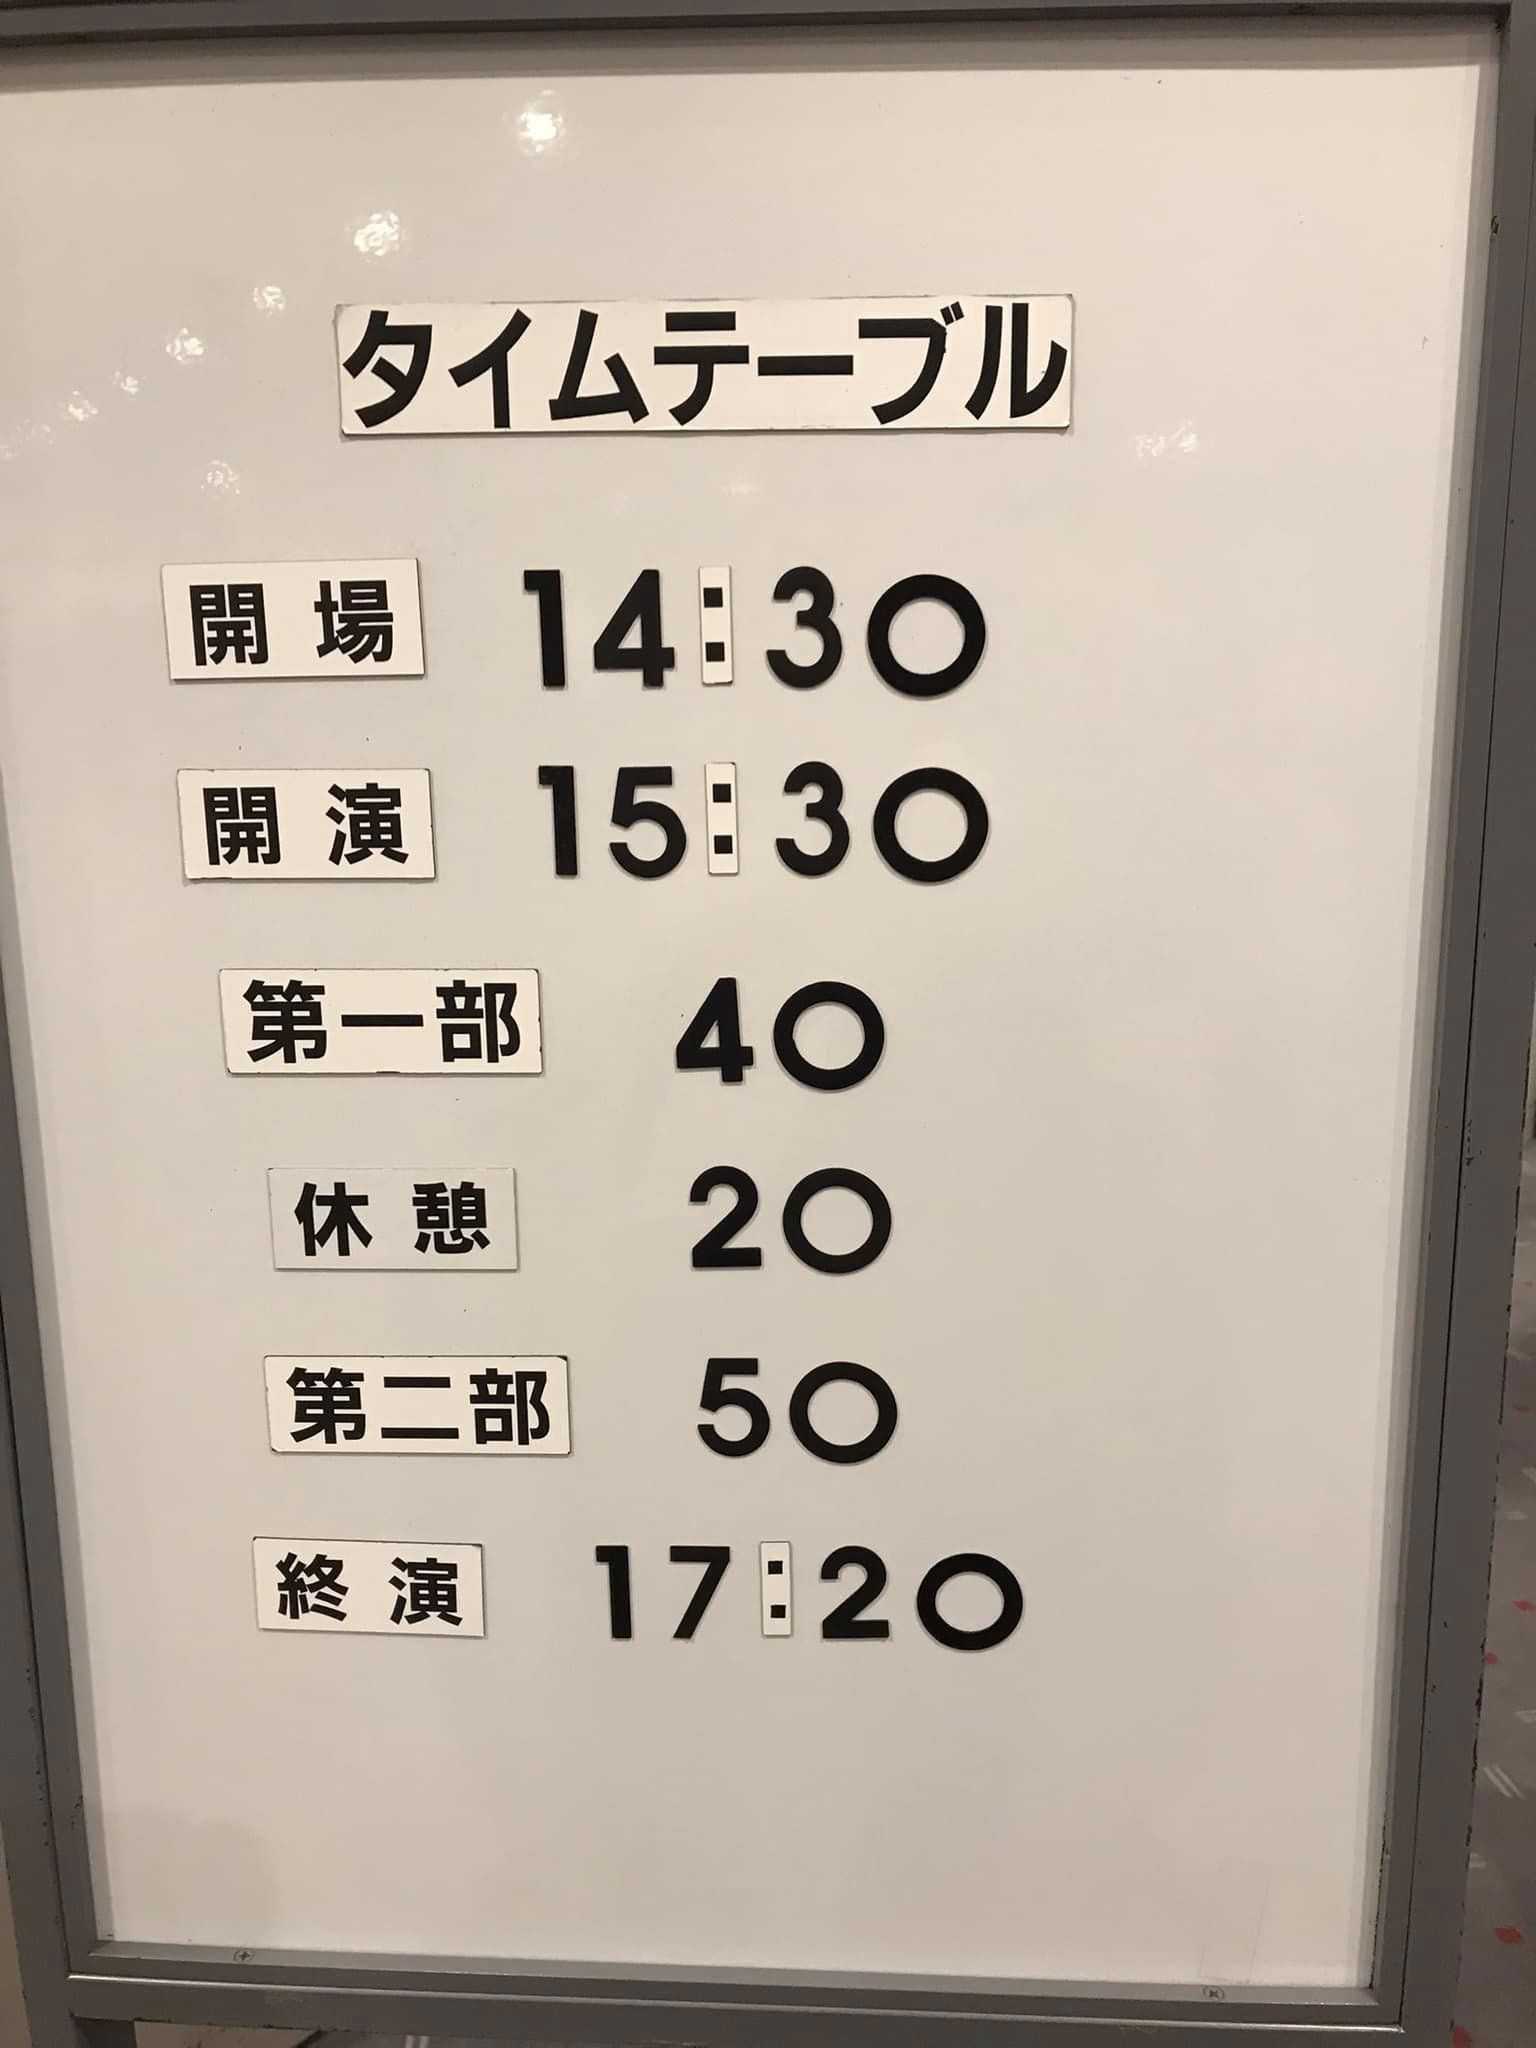 タイムテーブル
開場 14:30
開演 15:30
第一部 40
休憩 20
第二部 50
終演 17:20